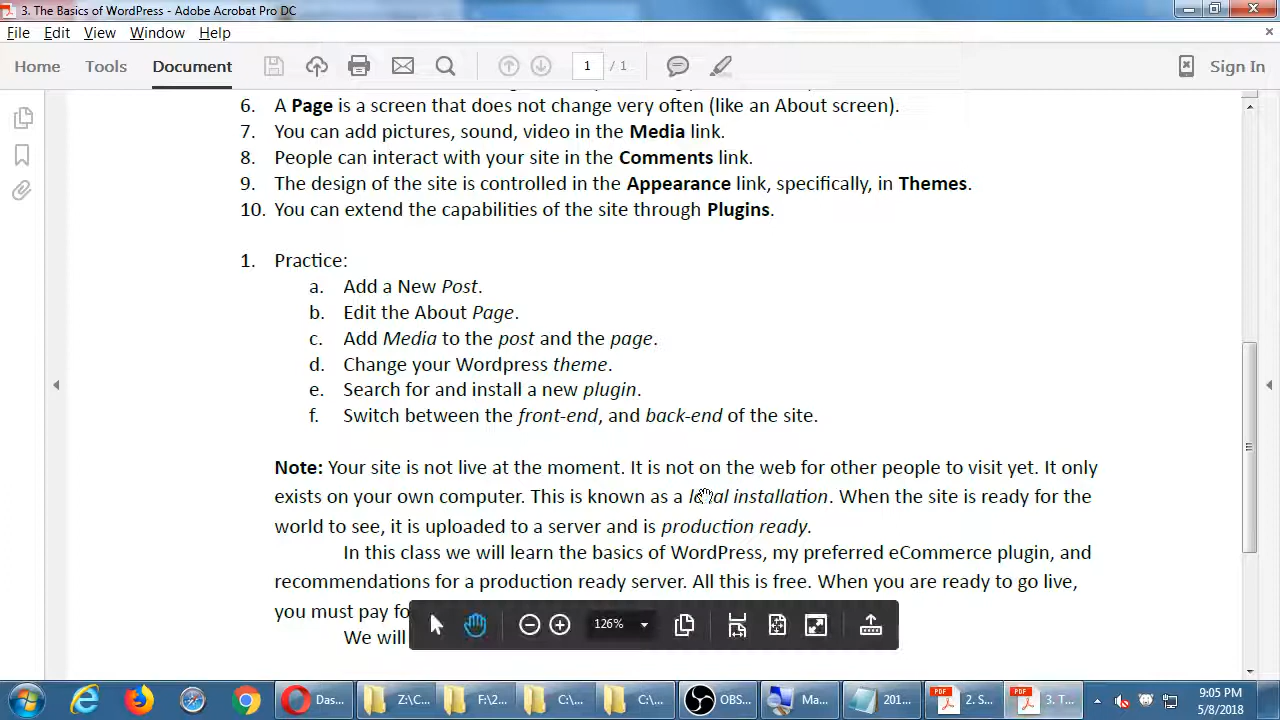 3. The Basics of WordPress - Adobe Acrobat Pro DC
File Edit View Window Help
Home Tools Document 1 / 1 Sign In
6. A Page is a screen that does not change very often (like an About screen).
7. You can add pictures, sound, video in the Media link.
8. People can interact with your site in the Comments link.
9. The design of the site is controlled in the Appearance link, specifically, in Themes.
10. You can extend the capabilities of the site through Plugins.
1. Practice:
a. Add a New Post.
b. Edit the About Page.
c. Add Media to the post and the page.
d. Change your Wordpress theme.
e. Search for and install a new plugin.
f. Switch between the front-end, and back-end of the site.
Note: Your site is not live at the moment. It is not on the web for other people to visit yet. It only
exists on your own computer. This is known as a local installation. When the site is ready for the
world to see, it is uploaded to a server and is production ready.
In this class we will learn the basics of WordPress, my preferred eCommerce plugin, and
recommendations for a production ready server. All this is free. When you are ready to go live,
you must pay fo
We will
126%
Das... Z:\C... F:\2... C:\... C:\... OBS... Ma... 201... 2. S... 3. T...
9:05 PM
5/8/2018